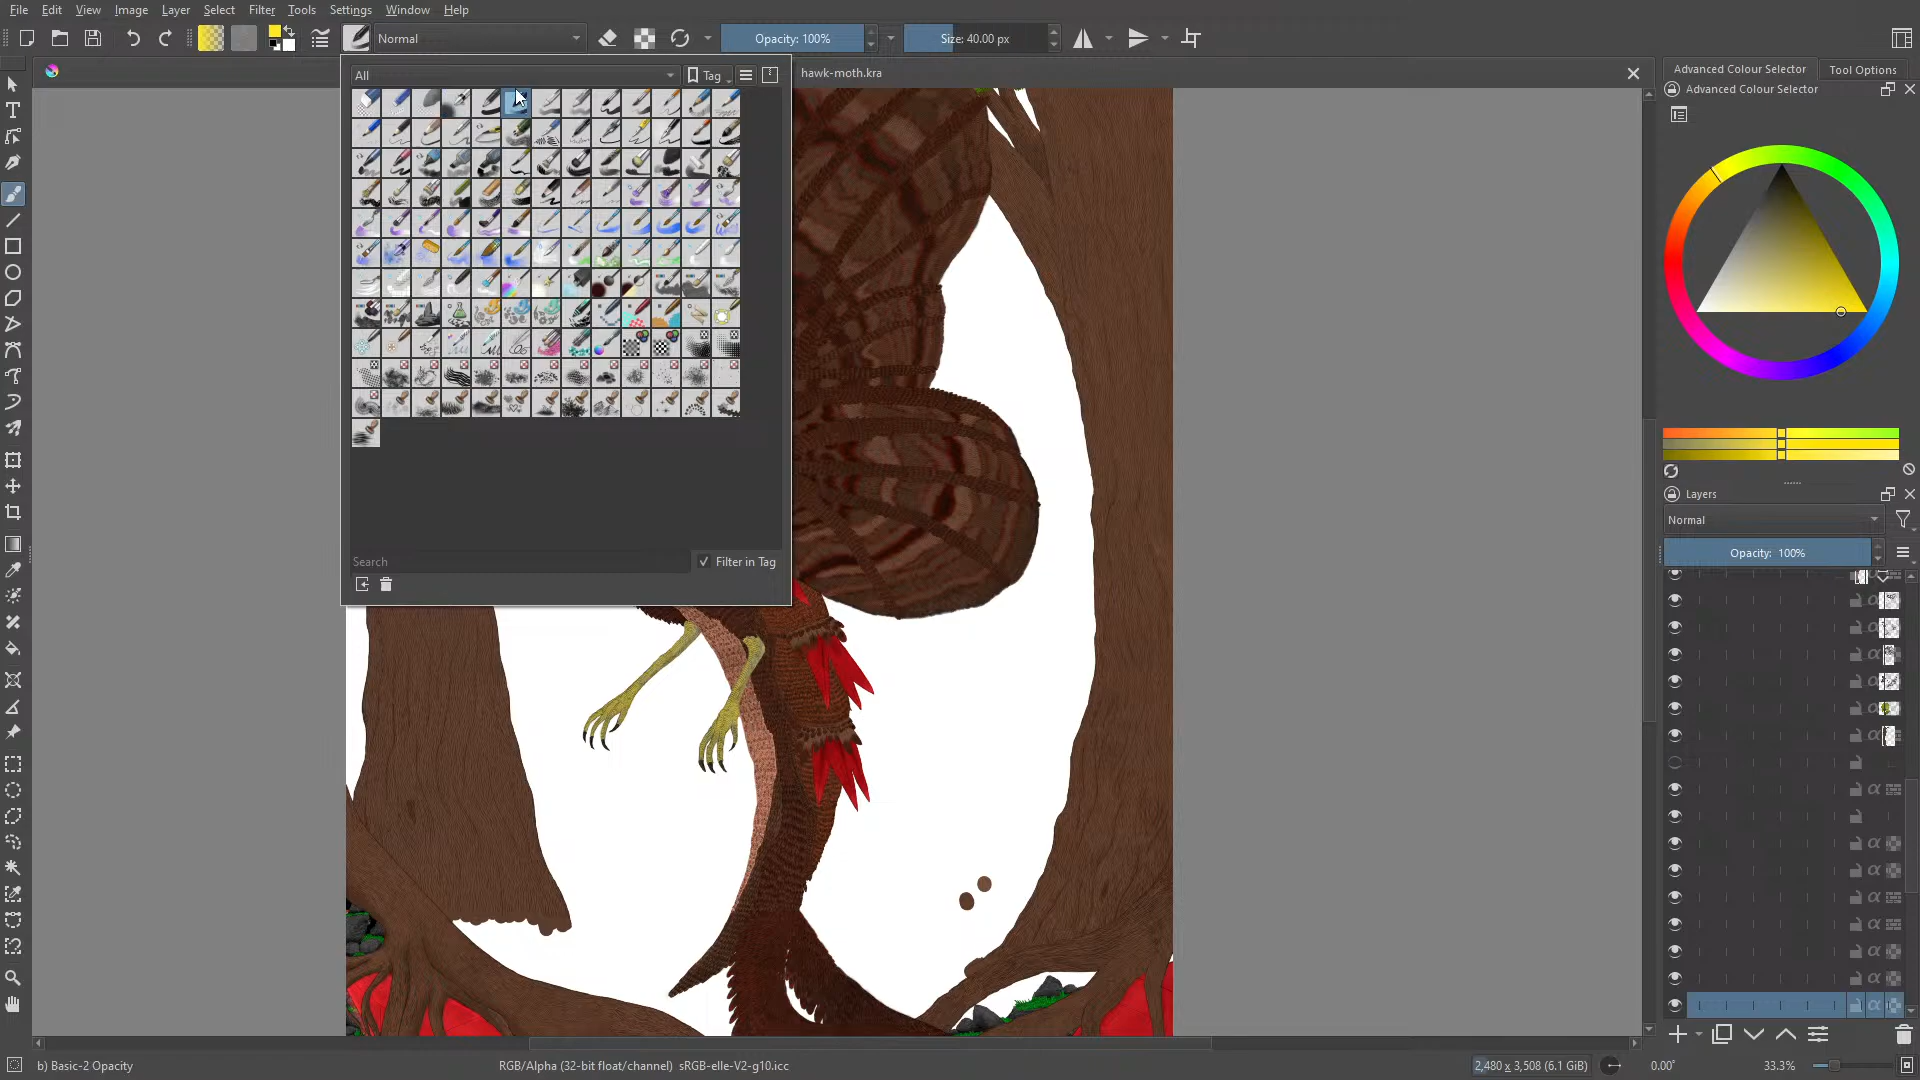 File Edit View Image Layer Select Filter Tools Settings Window Help
Normal
Opacity: 100%
Size: 40.00 px
All
Tag
hawk-moth.kra
Advanced Colour Selector
Tool Options
Advanced Colour Selector
Layers
Normal
Opacity: 100%
Search
Filter in Tag
b) Basic-2 Opacity
RGB/Alpha (32-bit float/channel) sRGB-elle-V2-g10.icc
2,480 x 3,508 (6.1 GiB)
0.00°
33.3%